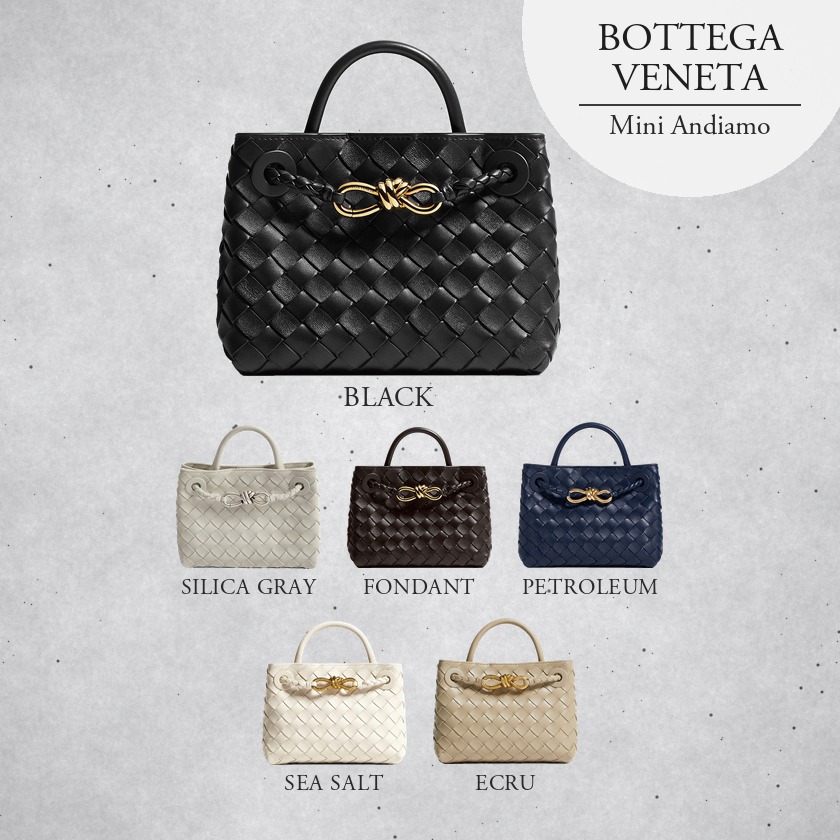 BOTTEGA
VENETA
Mini Andiamo
BLACK
SILICA GRAY
FONDANT
PETROLEUM
SEA SALT
ECRU